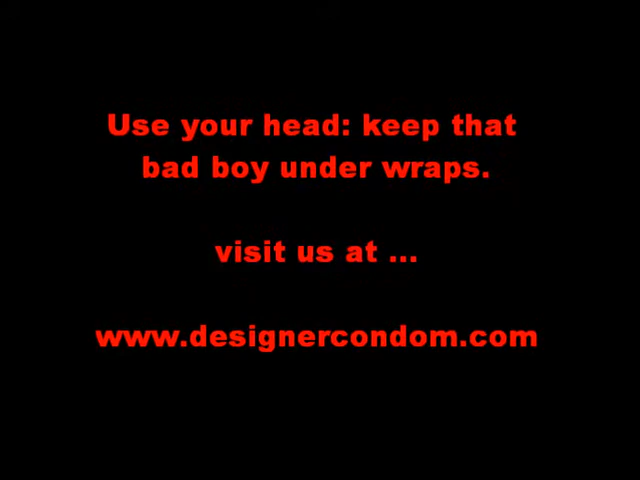 Use your head: keep that
bad boy under wraps.
visit us at ...
www.designercondom.com